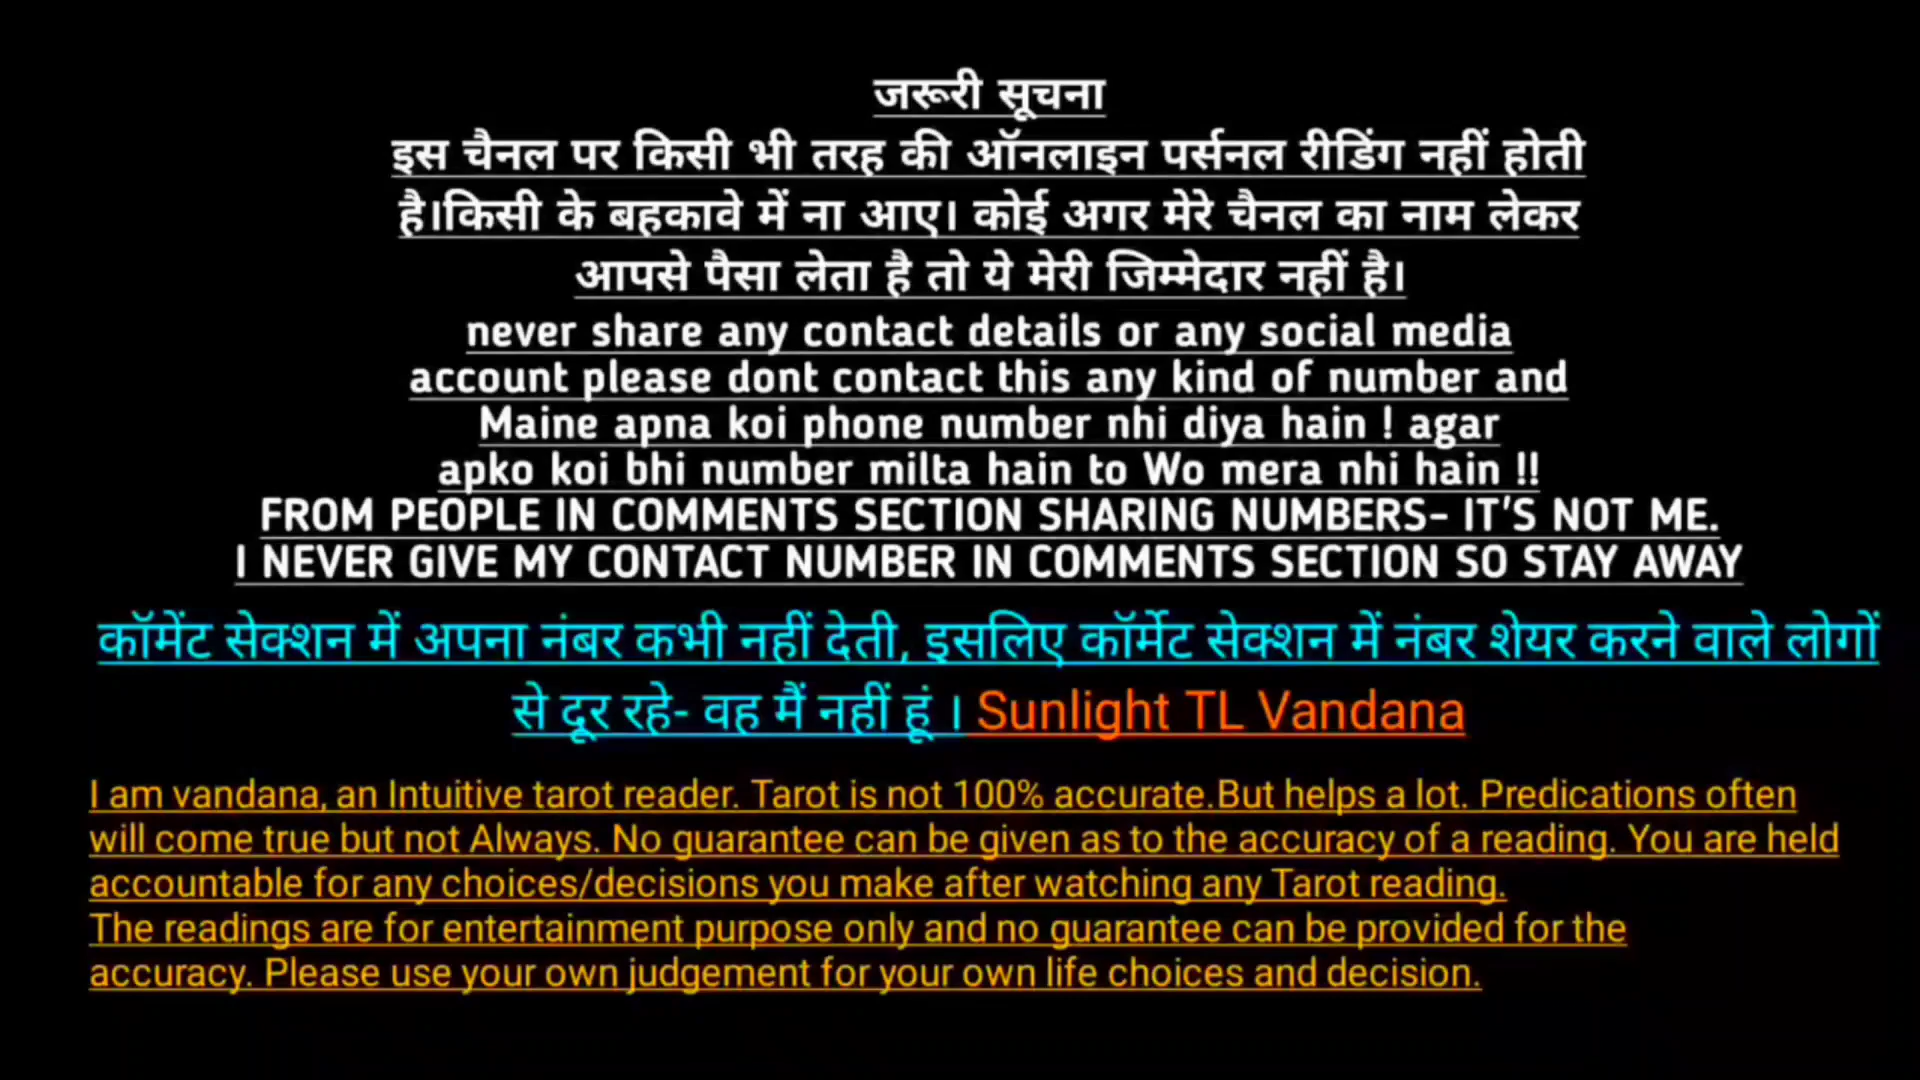 जरूरी सूचना
इस चैनल पर किसी भी तरह की ऑनलाइन पर्सनल रीडिंग नहीं होती
है।किसी के बहकावे में ना आए। कोई अगर मेरे चैनल का नाम लेकर
आपसे पैसा लेता है तो ये मेरी जिम्मेदार नहीं है।
never share any contact details or any social media
account please dont contact this any kind of number and
Maine apna koi phone number nhi diya hain ! agar
apko koi bhi number milta hain to Wo mera nhi hain !!
FROM PEOPLE IN COMMENTS SECTION SHARING NUMBERS- IT'S NOT ME.
I NEVER GIVE MY CONTACT NUMBER IN COMMENTS SECTION SO STAY AWAY
कॉमेंट सेक्शन में अपना नंबर कभी नहीं देती, इसलिए कॉर्मेट सेक्शन में नंबर शेयर करने वाले लोगों
से दूर रहे- वह मैं नहीं हूं । Sunlight TL Vandana
I am vandana, an Intuitive tarot reader. Tarot is not 100% accurate.But helps a lot. Predications often
will come true but not Always. No guarantee can be given as to the accuracy of a reading. You are held
accountable for any choices/decisions you make after watching any Tarot reading.
The readings are for entertainment purpose only and no guarantee can be provided for the
accuracy. Please use your own judgement for your own life choices and decision.